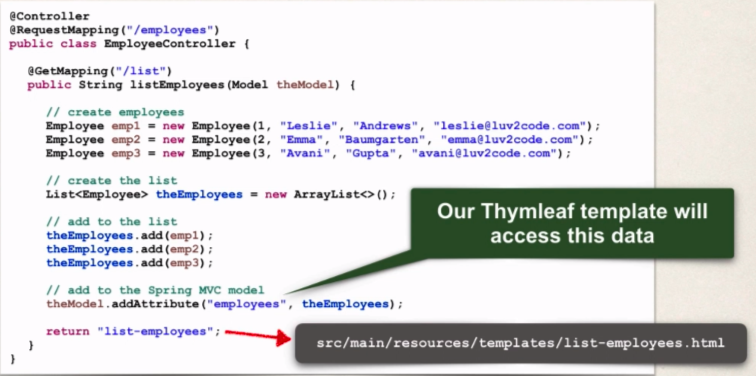 @Controller
@RequestMapping("/employees")
public class EmployeeController {
@GetMapping("/list")
public String listEmployees(Model theModel) {
// create employees
Employee emp1 = new Employee(1, "Leslie", "Andrews", "leslie@luv2code.com");
Employee emp2 = new Employee(2, "Emma", "Baumgarten", "emma@luv2code.com");
Employee emp3 = new Employee(3, "Avani", "Gupta", "avani@luv2code.com");
// create the list
List<Employee> theEmployees = new ArrayList<>();
// add to the list
theEmployees.add(emp1);
theEmployees.add(emp2);
theEmployees.add(emp3);
// add to the Spring MVC model
theModel.addAttribute("employees", theEmployees);
return "list-employees";
}
}
Our Thymleaf template will
access this data
src/main/resources/templates/list-employees.html